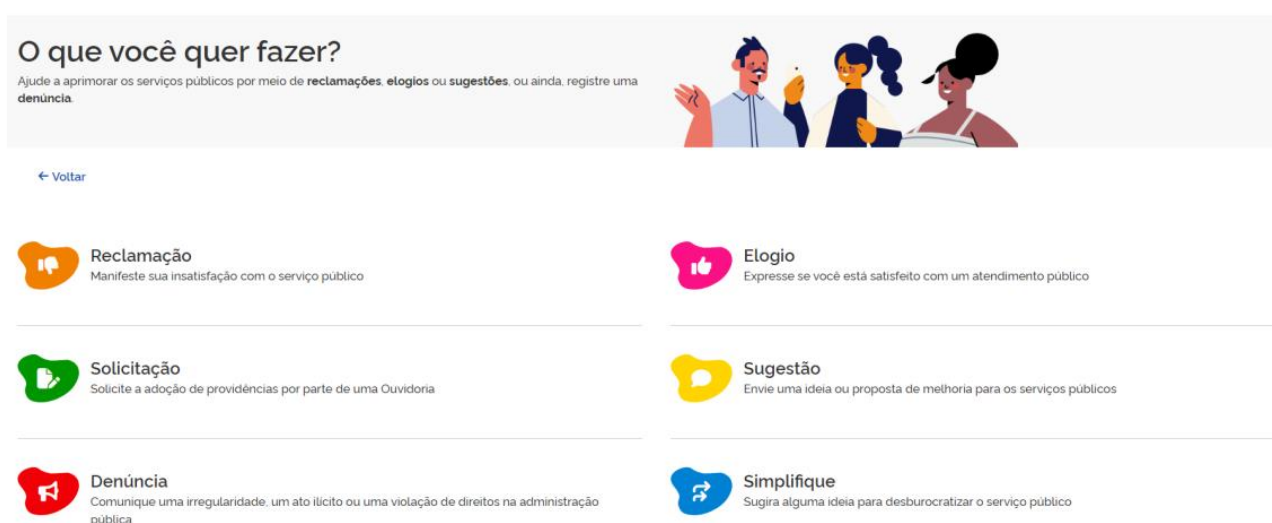 O que você quer fazer?
Ajude a aprimorar os serviços públicos por meio de reclamações, elogios ou sugestões, ou ainda, registre uma
denúncia.
← Voltar
Reclamação
Manifeste sua insatisfação com o serviço público
Elogio
Expresse se você está satisfeito com um atendimento público
Solicitação
Solicite a adoção de providências por parte de uma Ouvidoria
Sugestão
Envie uma ideia ou proposta de melhoria para os serviços públicos
Denúncia
Comunique uma irregularidade, um ato ilícito ou uma violação de direitos na administração
pública
Simplifique
Sugira alguma ideia para desburocratizar o serviço público